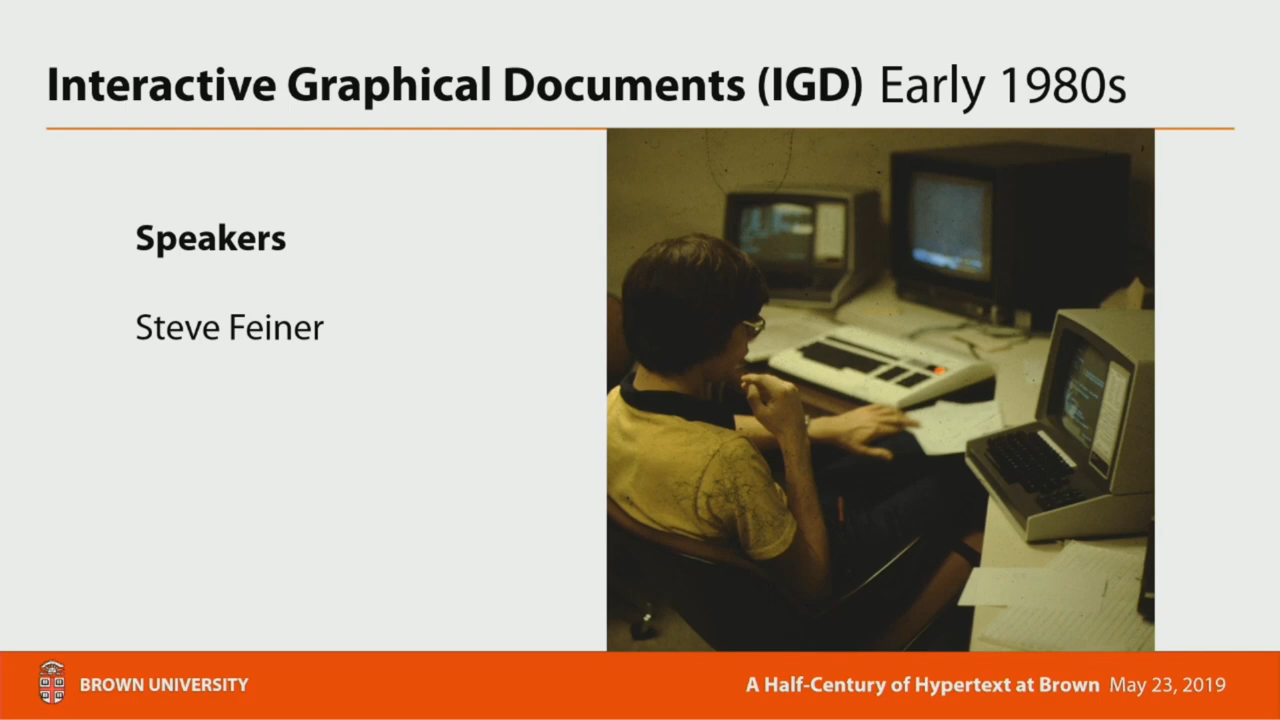 Interactive Graphical Documents (IGD) Early 1980s
Speakers
Steve Feiner
BROWN UNIVERSITY
A Half-Century of Hypertext at Brown May 23, 2019